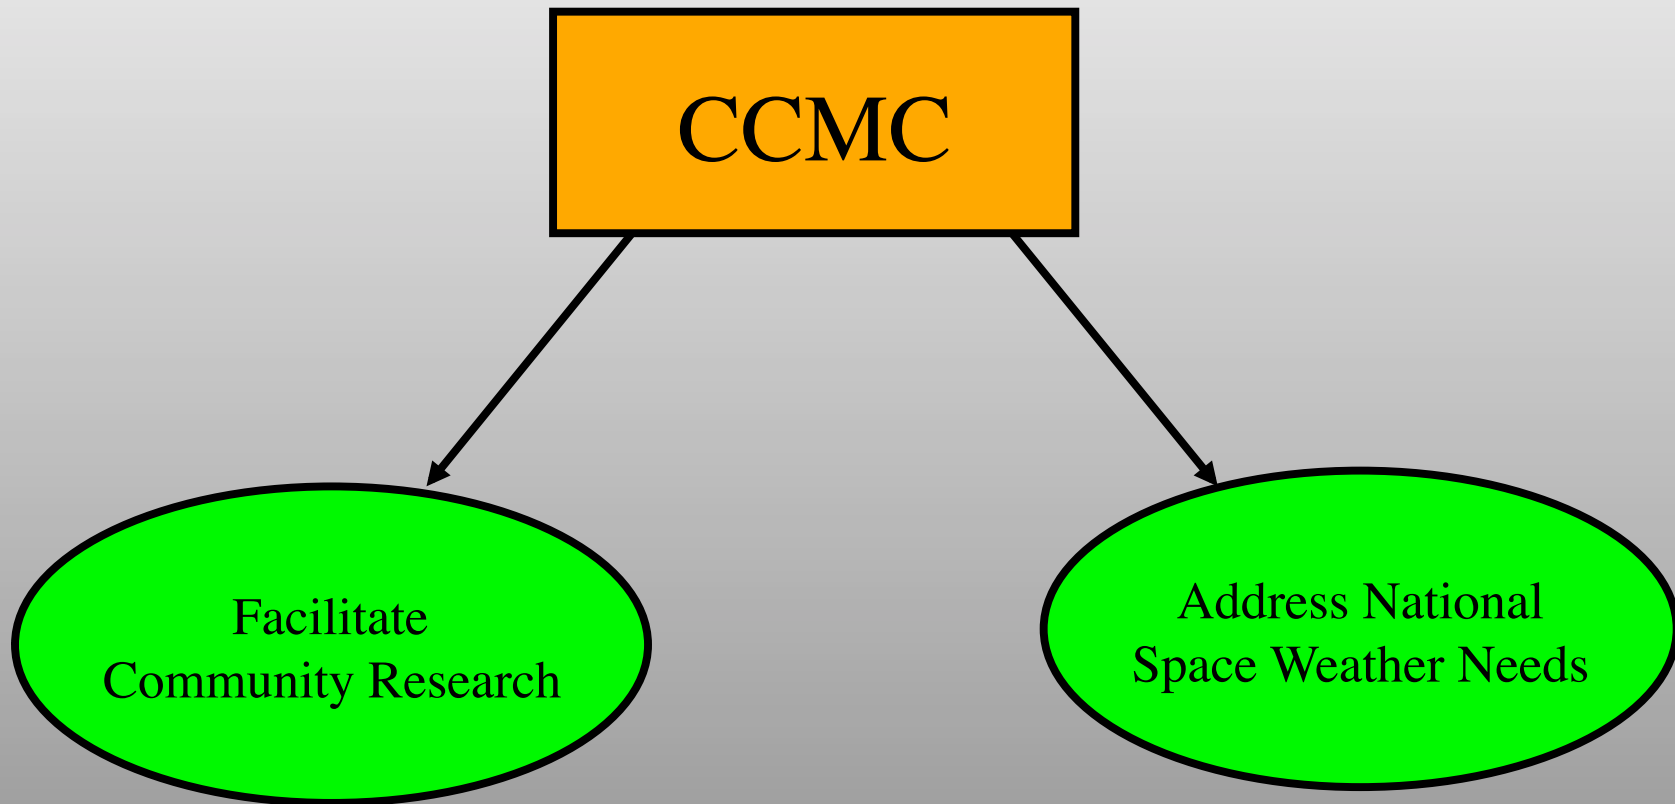 CCMC
Facilitate
Community Research
Address National
Space Weather Needs